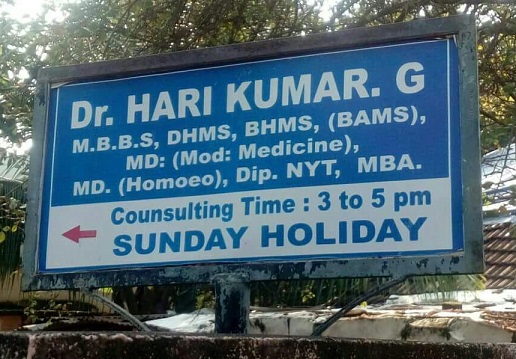 Dr. HARI KUMAR. G
M.B.B.S, DHMS, BHMS, (BAMS),
MD: (Mod: Medicine),
MD. (Homoeo), Dip. NYT, MBA.
Counsulting Time : 3 to 5 pm
SUNDAY HOLIDAY